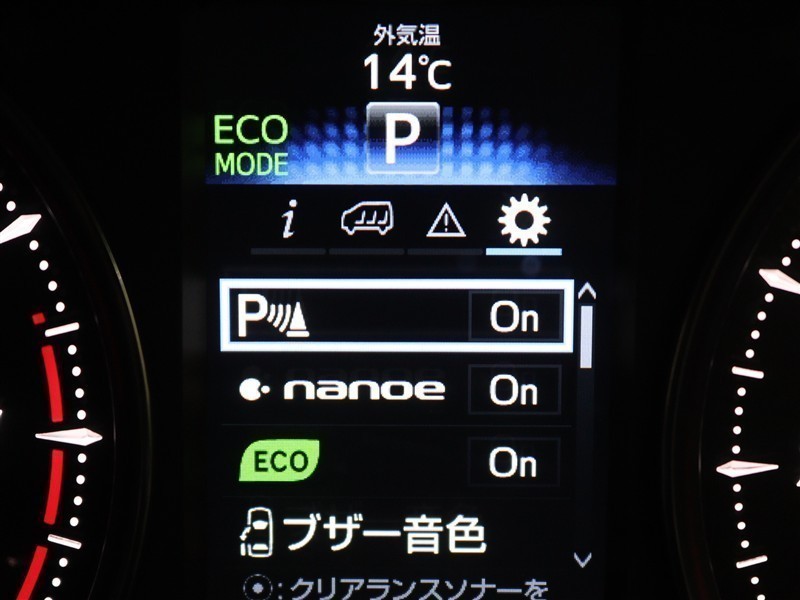 外気温
14℃
ECO
MODE
P
i
P On
nanoe On
ECO On
ブザー音色
⦿：クリアランスソナーを